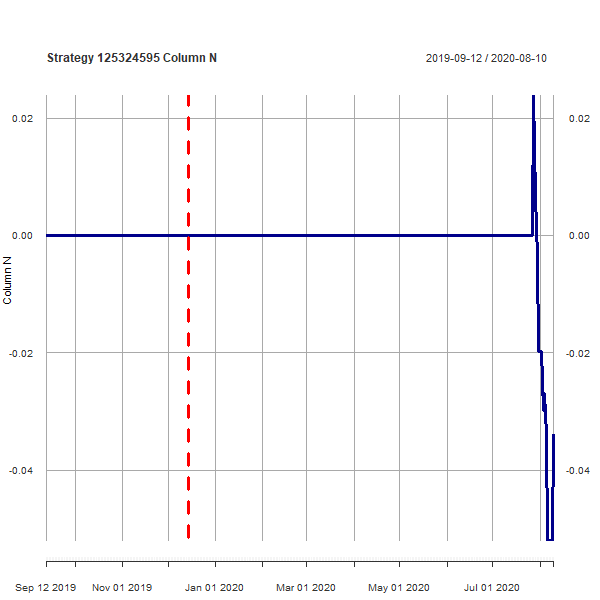 Strategy 125324595 Column N
2019-09-12 / 2020-08-10
0.02
0.02
0.00
0.00
Column N
-0.02
-0.02
-0.04
-0.04
Sep 12 2019
Nov 01 2019
Jan 01 2020
Mar 01 2020
May 01 2020
Jul 01 2020